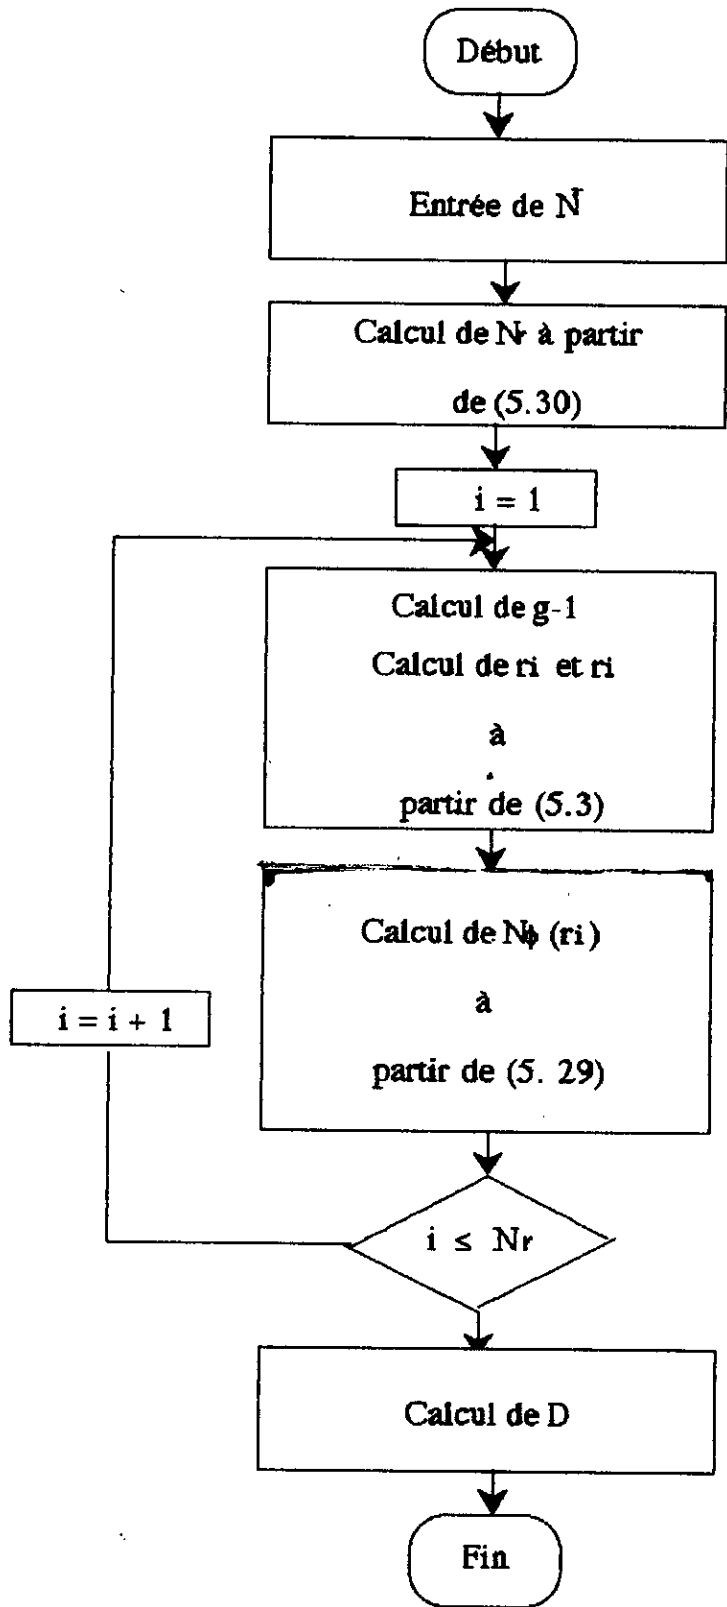 Début
Entrée de N
Calcul de Nr à partir
de (5.30)
i = 1
Calcul de g-1
Calcul de ri et ri
à
partir de (5.3)
Calcul de Nφ (ri)
à
partir de (5. 29)
i = i + 1
i ≤ Nr
Calcul de D
Fin